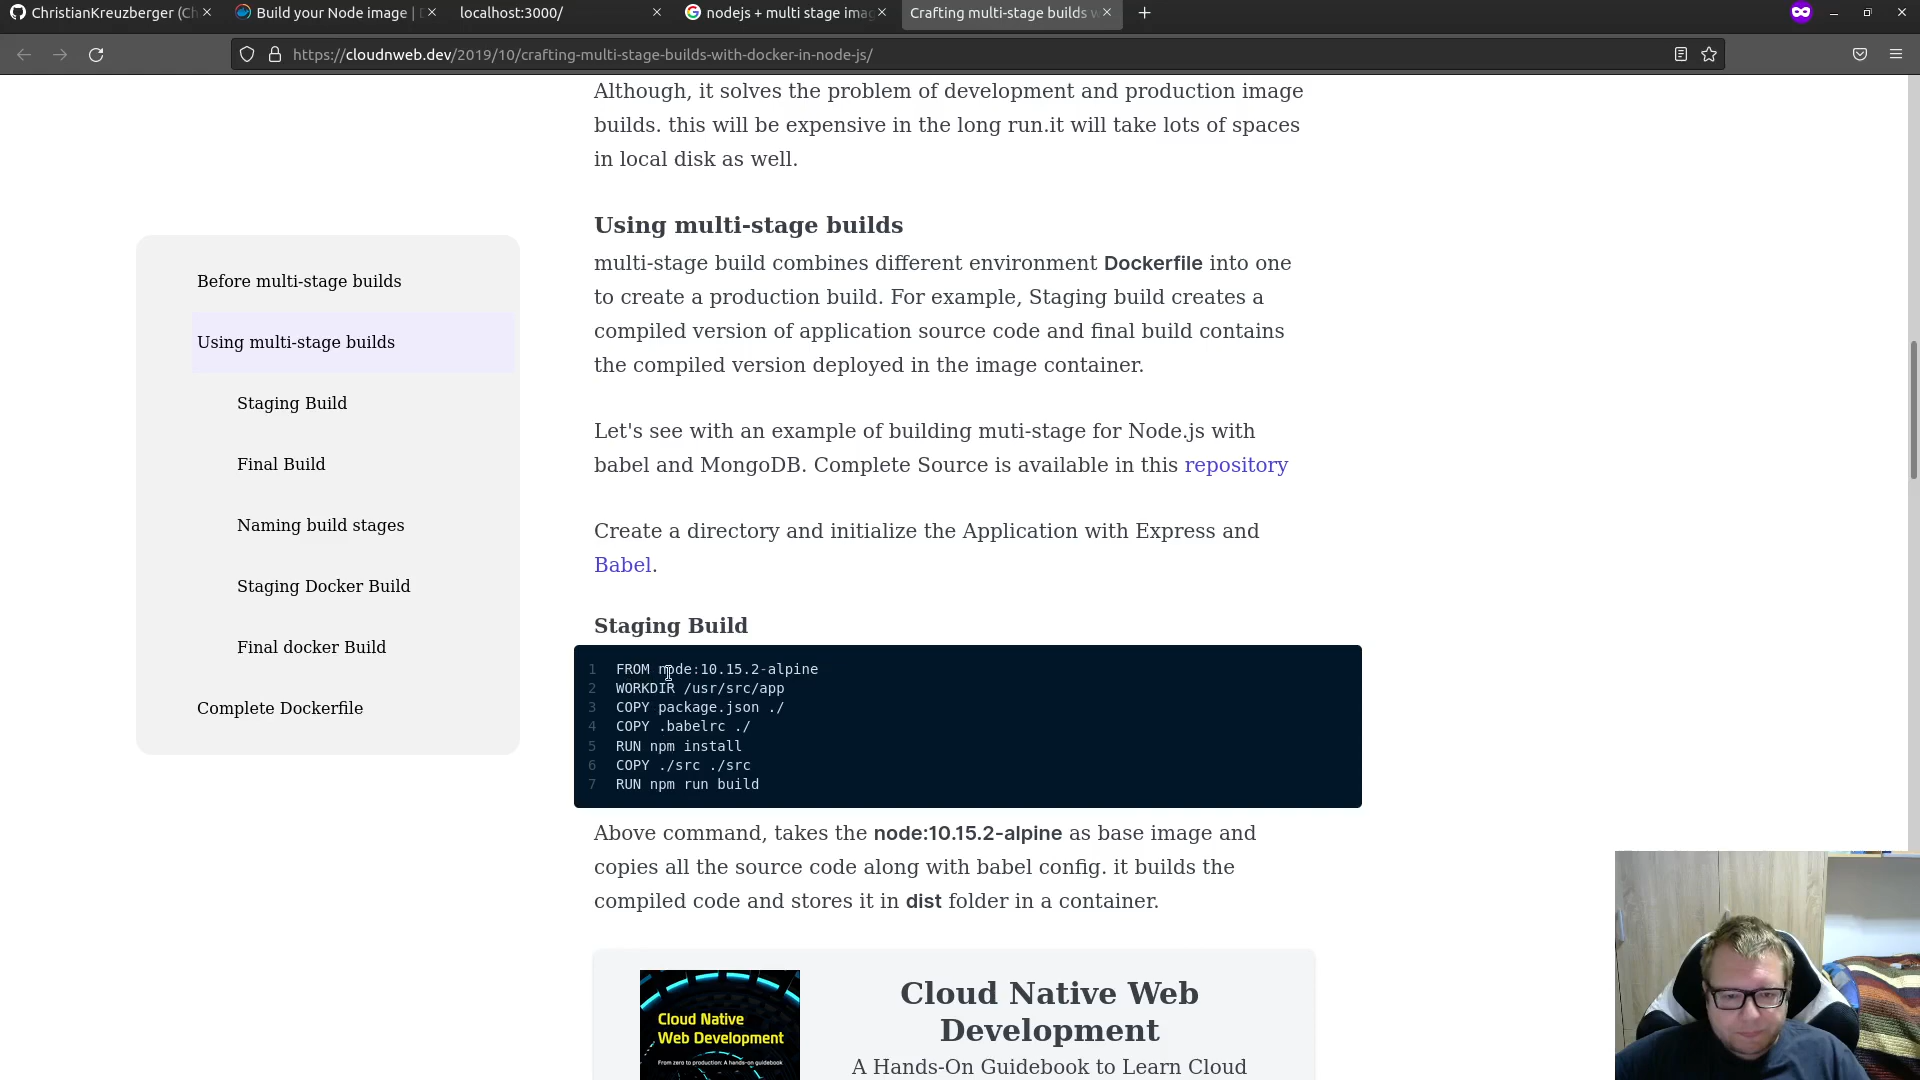 ChristianKreuzberger (Ch
Build your Node image | D
localhost:3000/
nodejs + multi stage imag
Crafting multi-stage builds w
https://cloudnweb.dev/2019/10/crafting-multi-stage-builds-with-docker-in-node-js/
Although, it solves the problem of development and production image
builds. this will be expensive in the long run.it will take lots of spaces
in local disk as well.
Before multi-stage builds
Using multi-stage builds
Staging Build
Final Build
Naming build stages
Staging Docker Build
Final docker Build
Complete Dockerfile
Using multi-stage builds
multi-stage build combines different environment Dockerfile into one
to create a production build. For example, Staging build creates a
compiled version of application source code and final build contains
the compiled version deployed in the image container.
Let's see with an example of building muti-stage for Node.js with
babel and MongoDB. Complete Source is available in this repository
Create a directory and initialize the Application with Express and
Babel.
Staging Build
1 FROM node:10.15.2-alpine
2 WORKDIR /usr/src/app
3 COPY package.json ./
4 COPY .babelrc ./
5 RUN npm install
6 COPY ./src ./src
7 RUN npm run build
Above command, takes the node:10.15.2-alpine as base image and
copies all the source code along with babel config. it builds the
compiled code and stores it in dist folder in a container.
Cloud Native
Web Development
From zero to production: A hands-on guidebook
Cloud Native Web
Development
A Hands-On Guidebook to Learn Cloud